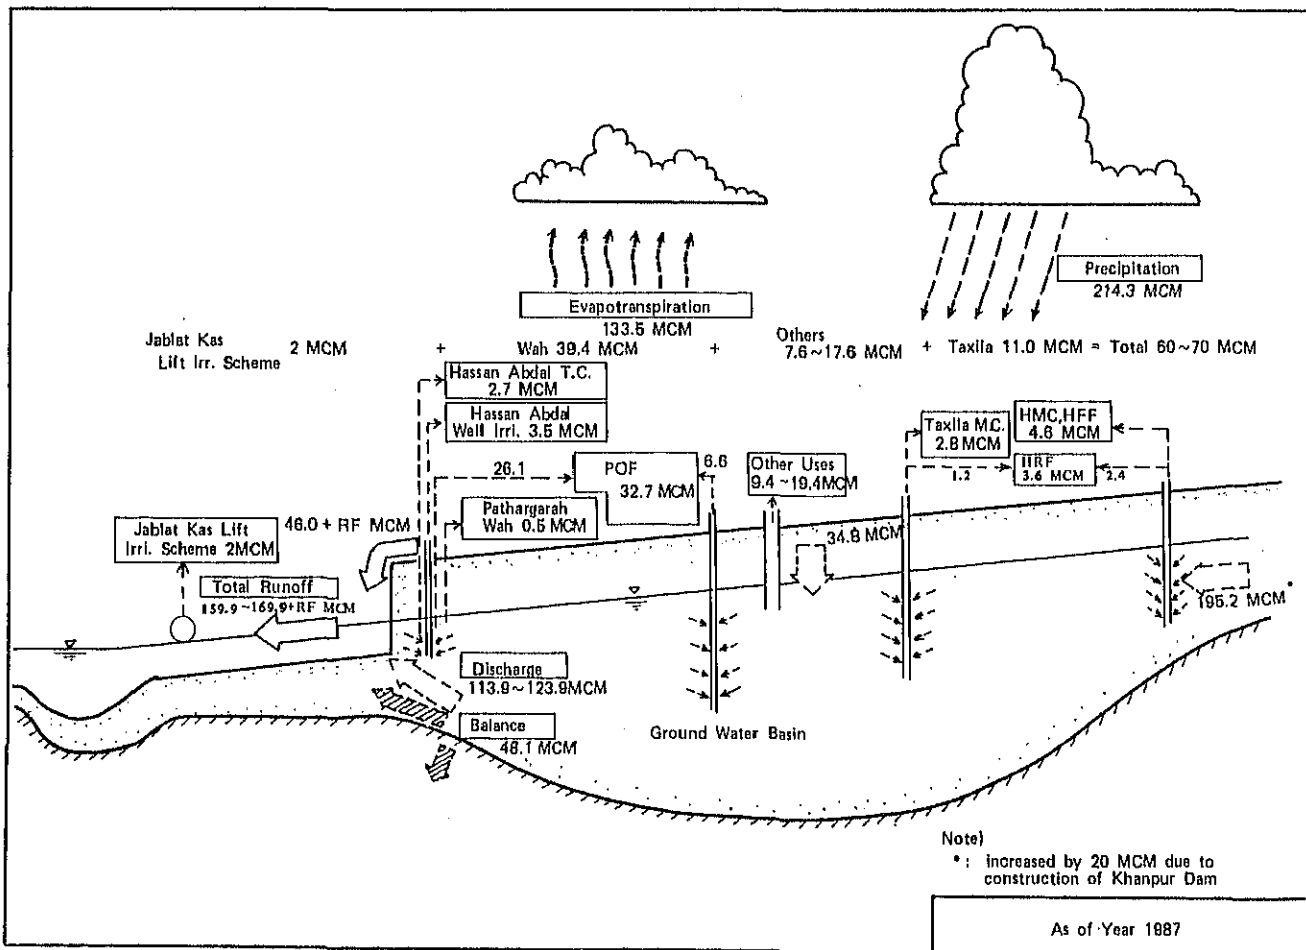 Precipitation
214.3 MCM
Evapotranspiration
133.5 MCM
Jablat Kas
Lift Irr. Scheme 2 MCM + Wah 39.4 MCM + Others 7.6~17.6 MCM + Taxila 11.0 MCM = Total 60~70 MCM
Hassan Abdal T.C.
2.7 MCM
Hassan Abdal
Well Irri. 3.5 MCM
Taxila M.C.
2.8 MCM
HMC, HFF
4.6 MCM
26.1
POF
32.7 MCM
6.6
Other Uses
9.4~19.4MCM
1.2
HRF
3.6 MCM
2.4
Pathargarah
Wah 0.5 MCM
46.0 + RF MCM
Jablat Kas Lift
Irri. Scheme 2MCM
34.8 MCM
Total Runoff
159.9~169.9+RF MCM
195.2 MCM*
Discharge
113.9~123.9MCM
Balance
48.1 MCM
Ground Water Basin
Note)
*: increased by 20 MCM due to
construction of Khanpur Dam
As of Year 1987